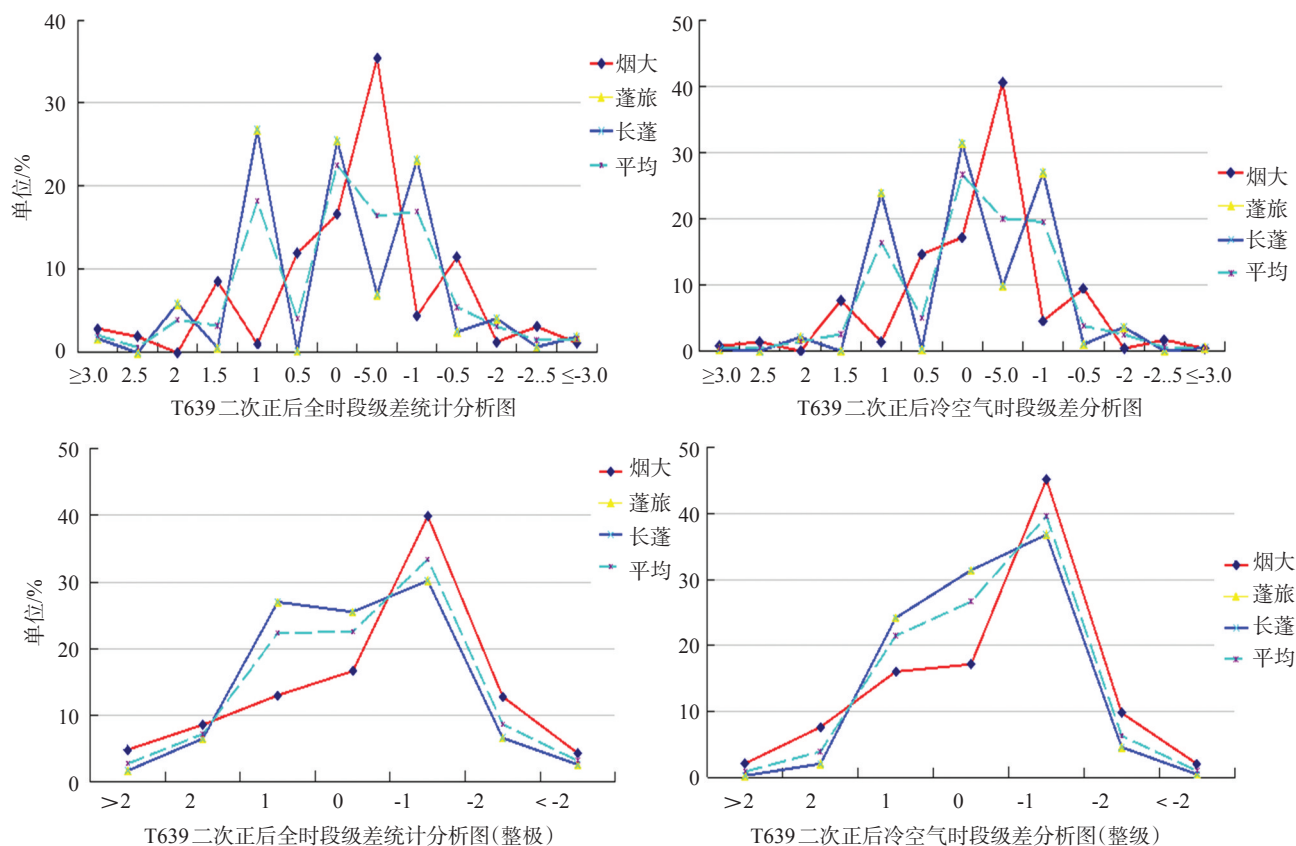 40
30
20
10
0
单位/%
烟大
蓬旅
长蓬
平均
≥3.0 2.5 2 1.5 1 0.5 0 -5.0 -1 -0.5 -2 -2..5 ≤-3.0
T639二次正后全时段级差统计分析图
50
40
30
20
10
0
烟大
蓬旅
长蓬
平均
≥3.0 2.5 2 1.5 1 0.5 0 -5.0 -1 -0.5 -2 -2..5 ≤-3.0
T639二次正后冷空气时段级差分析图
50
40
30
20
10
0
单位/%
烟大
蓬旅
长蓬
平均
＞2 2 1 0 -1 -2 < -2
T639二次正后全时段级差统计分析图(整极)
50
40
30
20
10
0
烟大
蓬旅
长蓬
平均
＞2 2 1 0 -1 -2 < -2
T639二次正后冷空气时段级差分析图(整级)